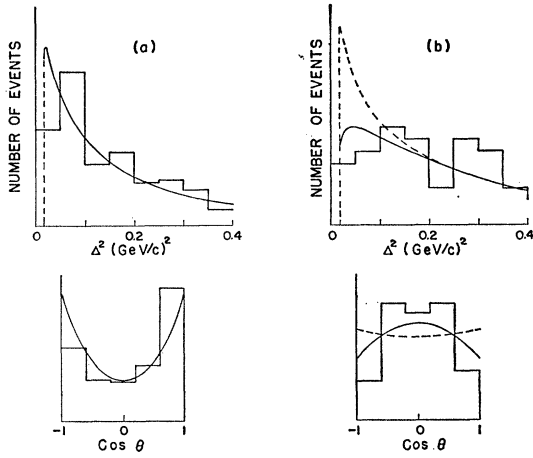 (a)
NUMBER OF EVENTS
0 0.2 0.4
Δ² (GeV/c)²
(b)
NUMBER OF EVENTS
0 0.2 0.4
Δ² (GeV/c)²
-1 0 1
Cos θ
-1 0 1
Cos θ